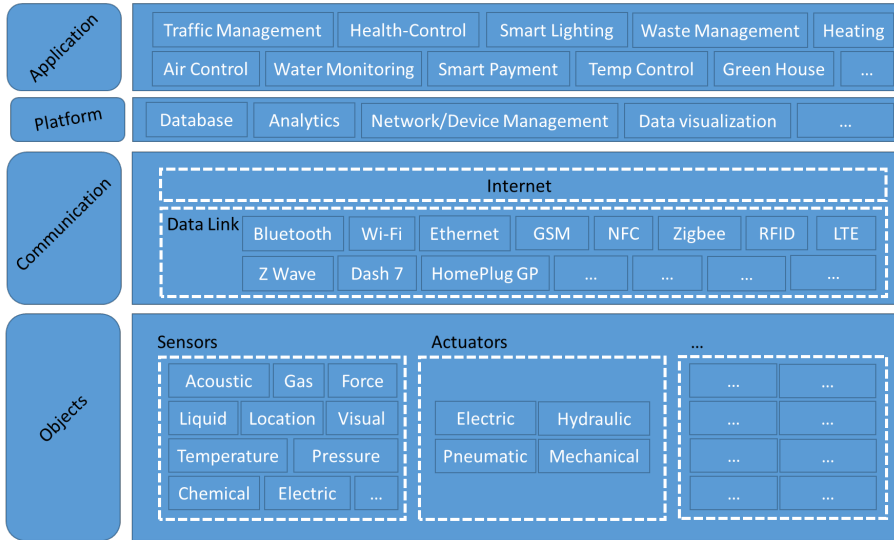 Application
Traffic Management Health-Control Smart Lighting Waste Management Heating
Air Control Water Monitoring Smart Payment Temp Control Green House ...
Platform
Database Analytics Network/Device Management Data visualization ...
Communication
Internet
Data Link
Bluetooth Wi-Fi Ethernet GSM NFC Zigbee RFID LTE
Z Wave Dash 7 HomePlug GP ... ... ... ...
Objects
Sensors
Acoustic Gas Force
Liquid Location Visual
Temperature Pressure
Chemical Electric ...
Actuators
Electric Hydraulic
Pneumatic Mechanical
...
... ...
... ...
... ...
... ...